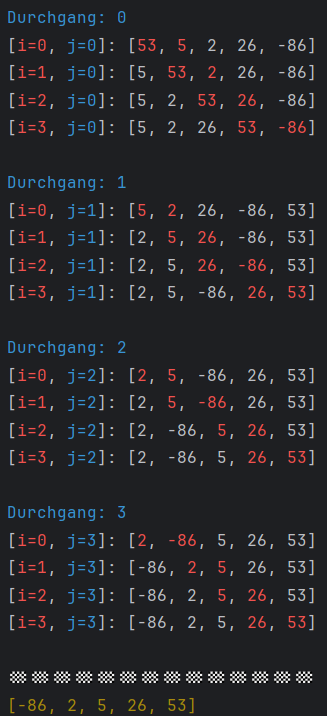 Durchgang: 0
[i=0, j=0]: [53, 5, 2, 26, -86]
[i=1, j=0]: [5, 53, 2, 26, -86]
[i=2, j=0]: [5, 2, 53, 26, -86]
[i=3, j=0]: [5, 2, 26, 53, -86]
Durchgang: 1
[i=0, j=1]: [5, 2, 26, -86, 53]
[i=1, j=1]: [2, 5, 26, -86, 53]
[i=2, j=1]: [2, 5, 26, -86, 53]
[i=3, j=1]: [2, 5, -86, 26, 53]
Durchgang: 2
[i=0, j=2]: [2, 5, -86, 26, 53]
[i=1, j=2]: [2, 5, -86, 26, 53]
[i=2, j=2]: [2, -86, 5, 26, 53]
[i=3, j=2]: [2, -86, 5, 26, 53]
Durchgang: 3
[i=0, j=3]: [2, -86, 5, 26, 53]
[i=1, j=3]: [-86, 2, 5, 26, 53]
[i=2, j=3]: [-86, 2, 5, 26, 53]
[i=3, j=3]: [-86, 2, 5, 26, 53]
[-86, 2, 5, 26, 53]